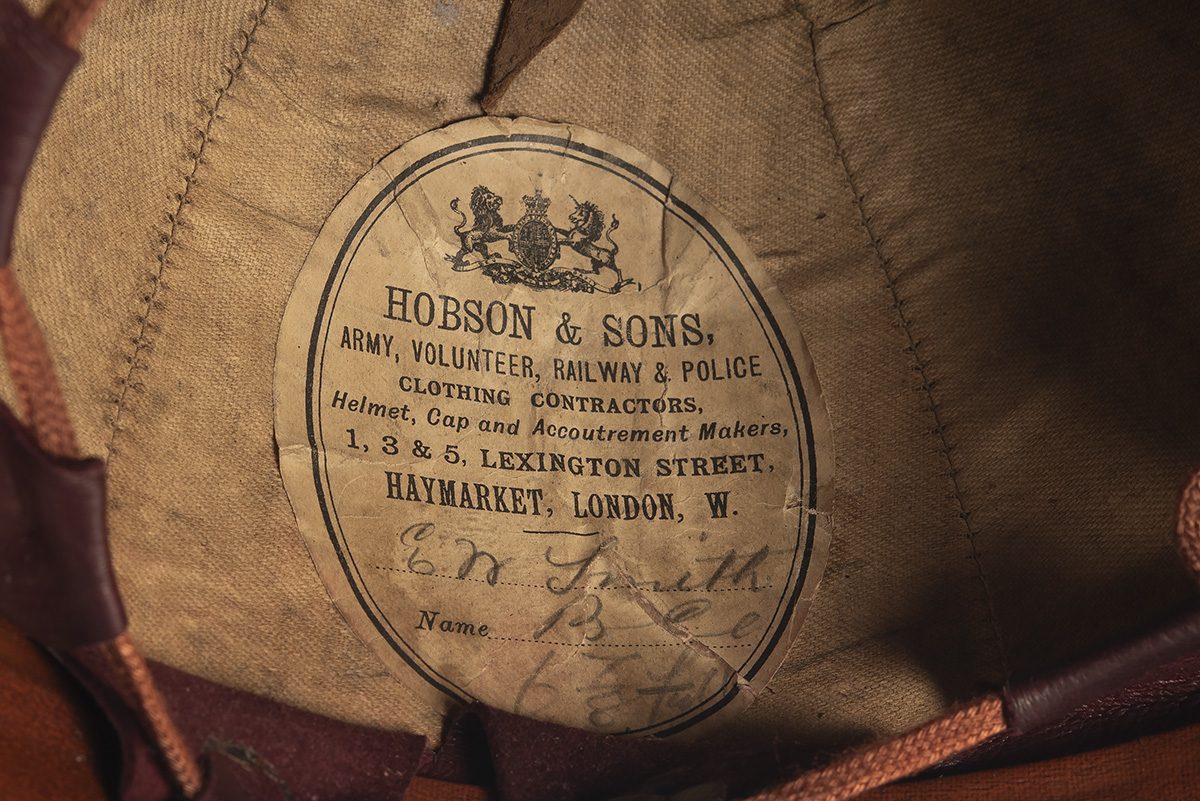 HOBSON & SONS,
ARMY, VOLUNTEER, RAILWAY & POLICE
CLOTHING CONTRACTORS,
Helmet, Cap and Accoutrement Makers,
1, 3 & 5, LEXINGTON STREET,
HAYMARKET, LONDON, W.
E W Smith
Name B Co